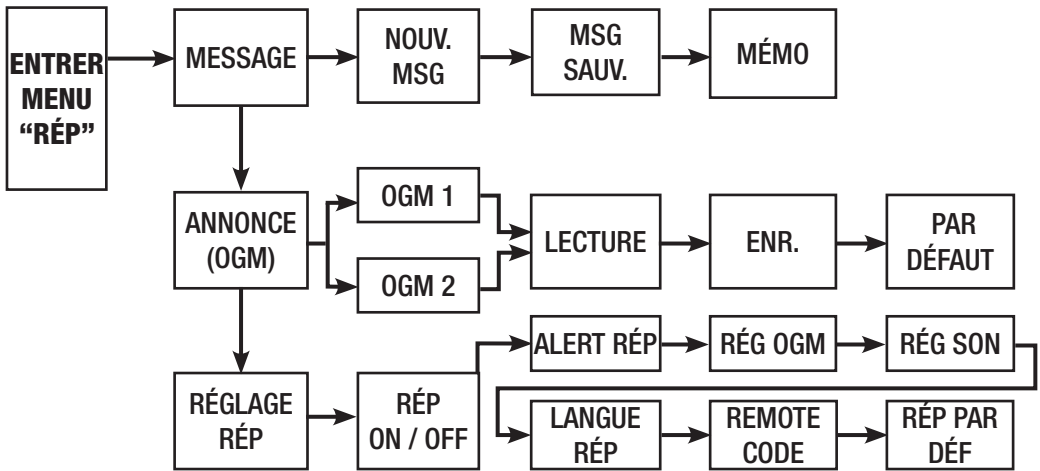 ENTRER
MENU
“RÉP”
MESSAGE
NOUV.
MSG
MSG
SAUV.
MÉMO
ANNONCE
(OGM)
OGM 1
OGM 2
LECTURE
ENR.
PAR
DÉFAUT
RÉGLAGE
RÉP
RÉP
ON / OFF
ALERT RÉP
RÉG OGM
RÉG SON
LANGUE
RÉP
REMOTE
CODE
RÉP PAR
DÉF